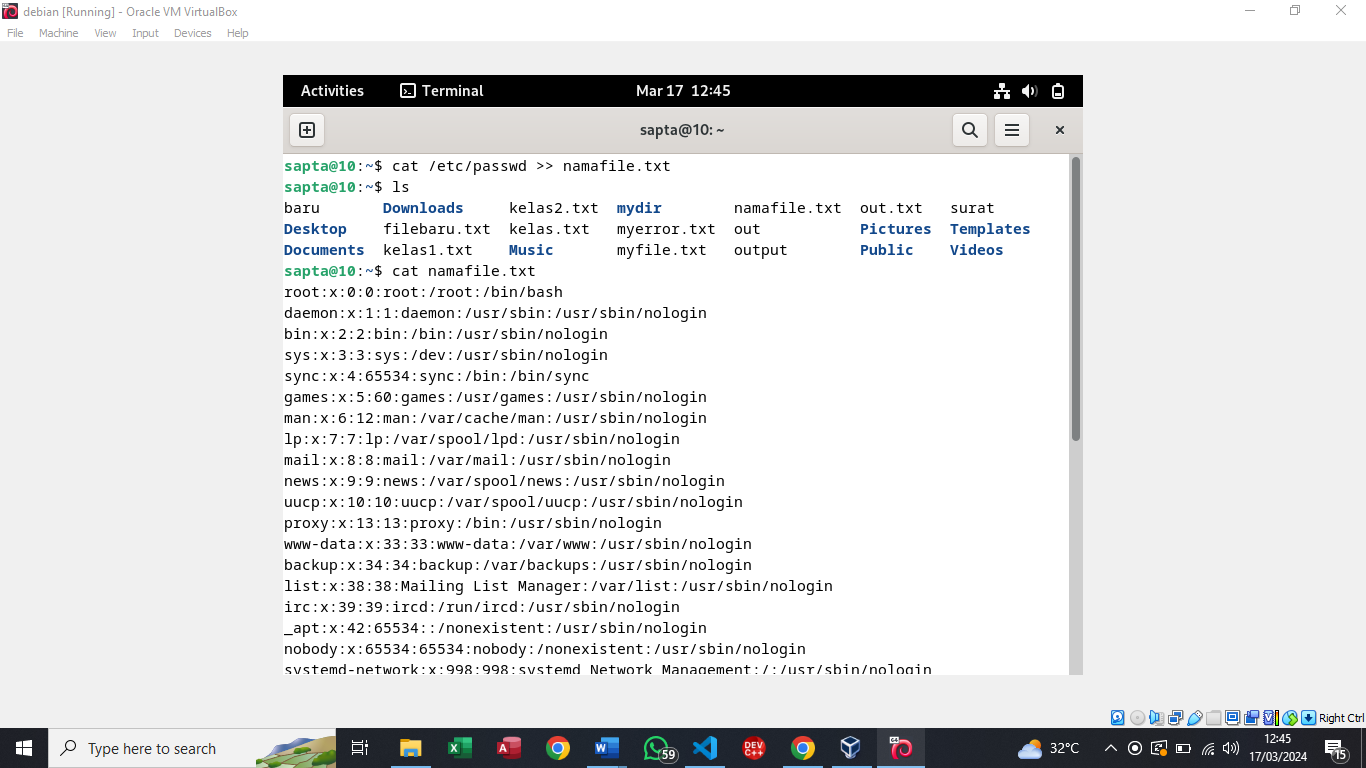 debian [Running] - Oracle VM VirtualBox
File Machine View Input Devices Help
Activities Terminal Mar 17 12:45
sapta@10: ~
sapta@10:~$ cat /etc/passwd >> namafile.txt
sapta@10:~$ ls
baru Downloads kelas2.txt mydir namafile.txt out.txt surat
Desktop filebaru.txt kelas.txt myerror.txt out Pictures Templates
Documents kelas1.txt Music myfile.txt output Public Videos
sapta@10:~$ cat namafile.txt
root:x:0:0:root:/root:/bin/bash
daemon:x:1:1:daemon:/usr/sbin:/usr/sbin/nologin
bin:x:2:2:bin:/bin:/usr/sbin/nologin
sys:x:3:3:sys:/dev:/usr/sbin/nologin
sync:x:4:65534:sync:/bin:/bin/sync
games:x:5:60:games:/usr/games:/usr/sbin/nologin
man:x:6:12:man:/var/cache/man:/usr/sbin/nologin
lp:x:7:7:lp:/var/spool/lpd:/usr/sbin/nologin
mail:x:8:8:mail:/var/mail:/usr/sbin/nologin
news:x:9:9:news:/var/spool/news:/usr/sbin/nologin
uucp:x:10:10:uucp:/var/spool/uucp:/usr/sbin/nologin
proxy:x:13:13:proxy:/bin:/usr/sbin/nologin
www-data:x:33:33:www-data:/var/www:/usr/sbin/nologin
backup:x:34:34:backup:/var/backups:/usr/sbin/nologin
list:x:38:38:Mailing List Manager:/var/list:/usr/sbin/nologin
irc:x:39:39:ircd:/run/ircd:/usr/sbin/nologin
_apt:x:42:65534::/nonexistent:/usr/sbin/nologin
nobody:x:65534:65534:nobody:/nonexistent:/usr/sbin/nologin
systemd-network:x:998:998:systemd Network Management:/:/usr/sbin/nologin
Right Ctrl
Type here to search
59
DEV C++
64
32°C
12:45
17/03/2024
15